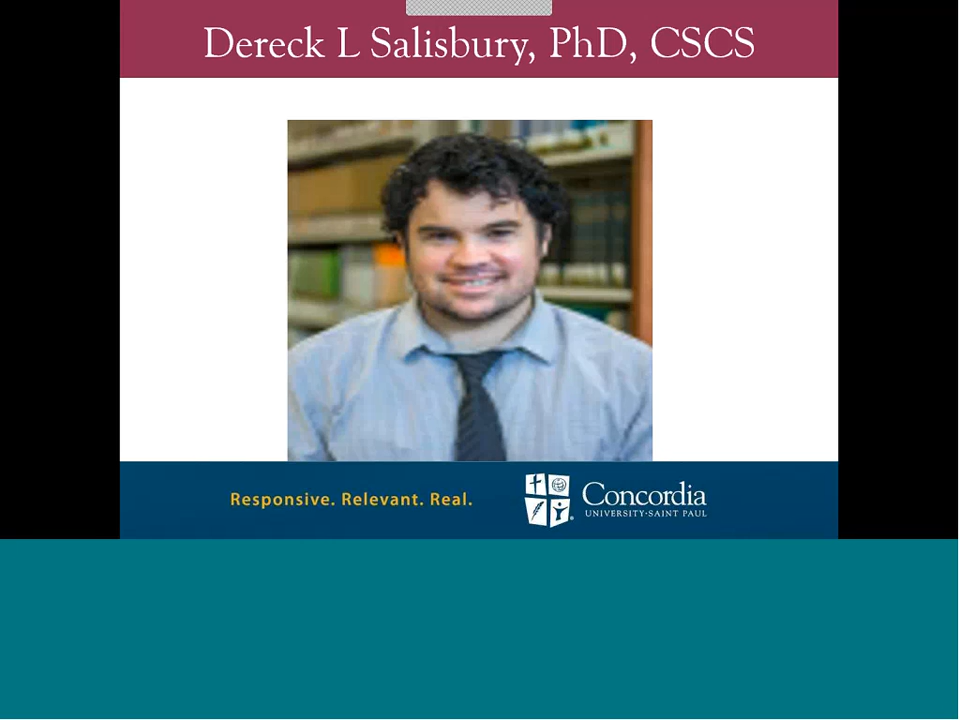 Dereck L Salisbury, PhD, CSCS
Responsive. Relevant. Real.
Concordia
UNIVERSITY·SAINT PAUL